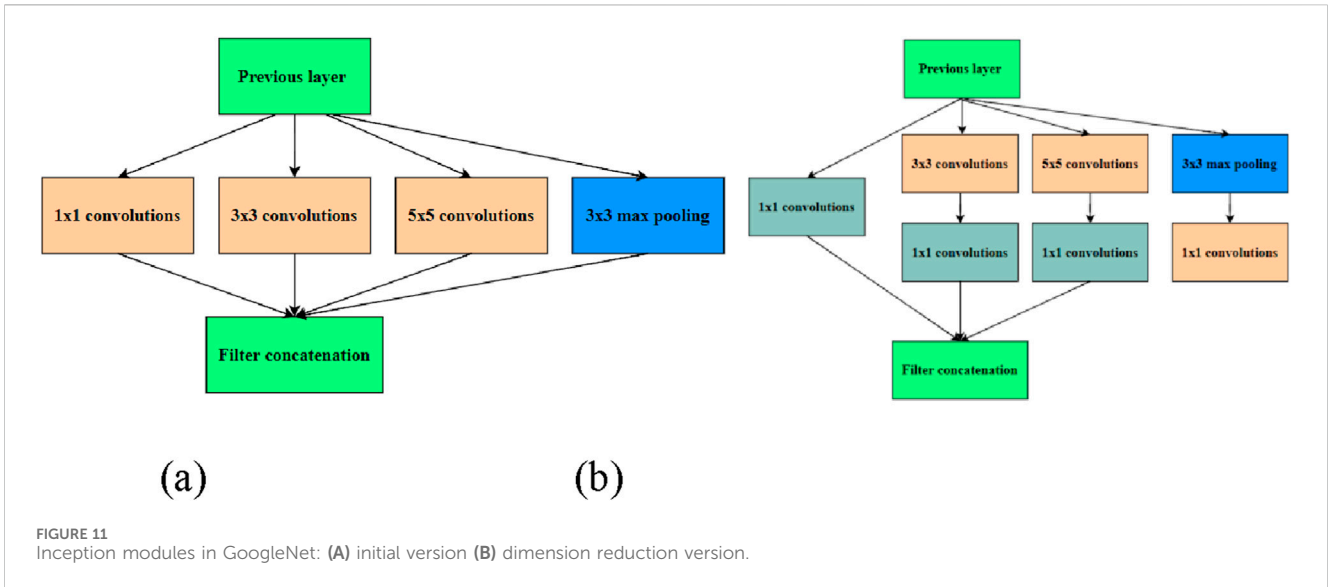 Previous layer
1x1 convolutions
3x3 convolutions
5x5 convolutions
3x3 max pooling
Filter concatenation
(a)
Previous layer
3x3 convolutions
5x5 convolutions
3x3 max pooling
1x1 convolutions
1x1 convolutions
1x1 convolutions
1x1 convolutions
Filter concatenation
(b)
FIGURE 11
Inception modules in GoogleNet: (A) initial version (B) dimension reduction version.